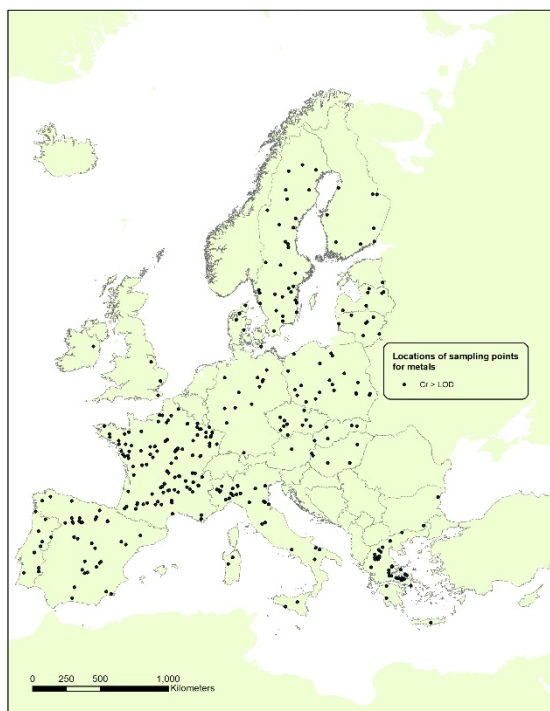 Locations of sampling points
for metals
Cr > LOD
0 250 500 1,000
Kilometers